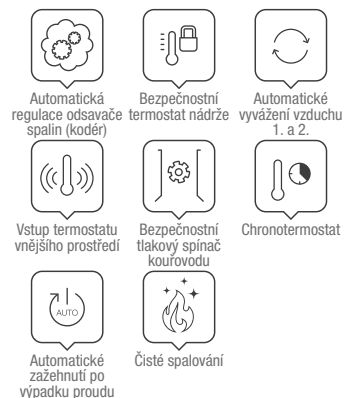 Automatická
regulace odsavače
spalin (kodér)
Bezpečnostní
termostat nádrže
Automatické
vyvážení vzduchu
1. a 2.
Vstup termostatu
vnějšího prostředí
Bezpečnostní
tlakový spínač
kouřovodu
Chronotermostat
AUTO
Automatické
zažehnutí po
výpadku proudu
Čisté spalování